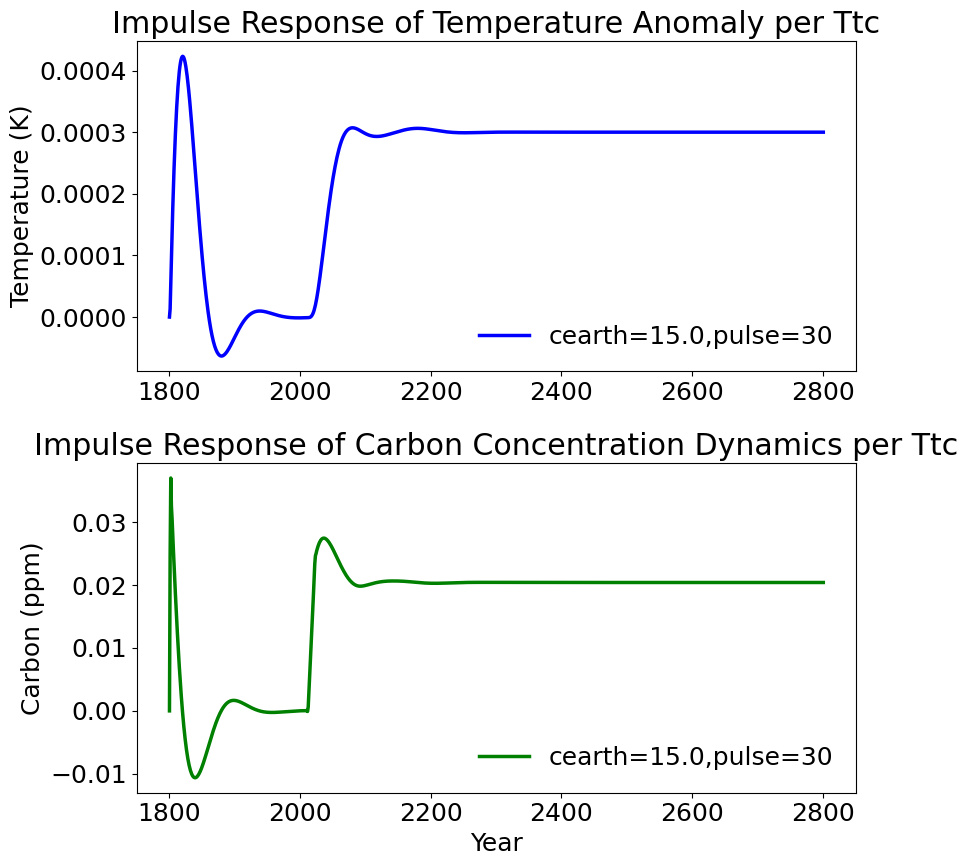 Impulse Response of Temperature Anomaly per Ttc
Temperature (K)
0.0004
0.0003
0.0002
0.0001
0.0000
cearth=15.0,pulse=30
1800 2000 2200 2400 2600 2800
Impulse Response of Carbon Concentration Dynamics per Ttc
Carbon (ppm)
0.03
0.02
0.01
0.00
−0.01
cearth=15.0,pulse=30
1800 2000 2200 2400 2600 2800
Year